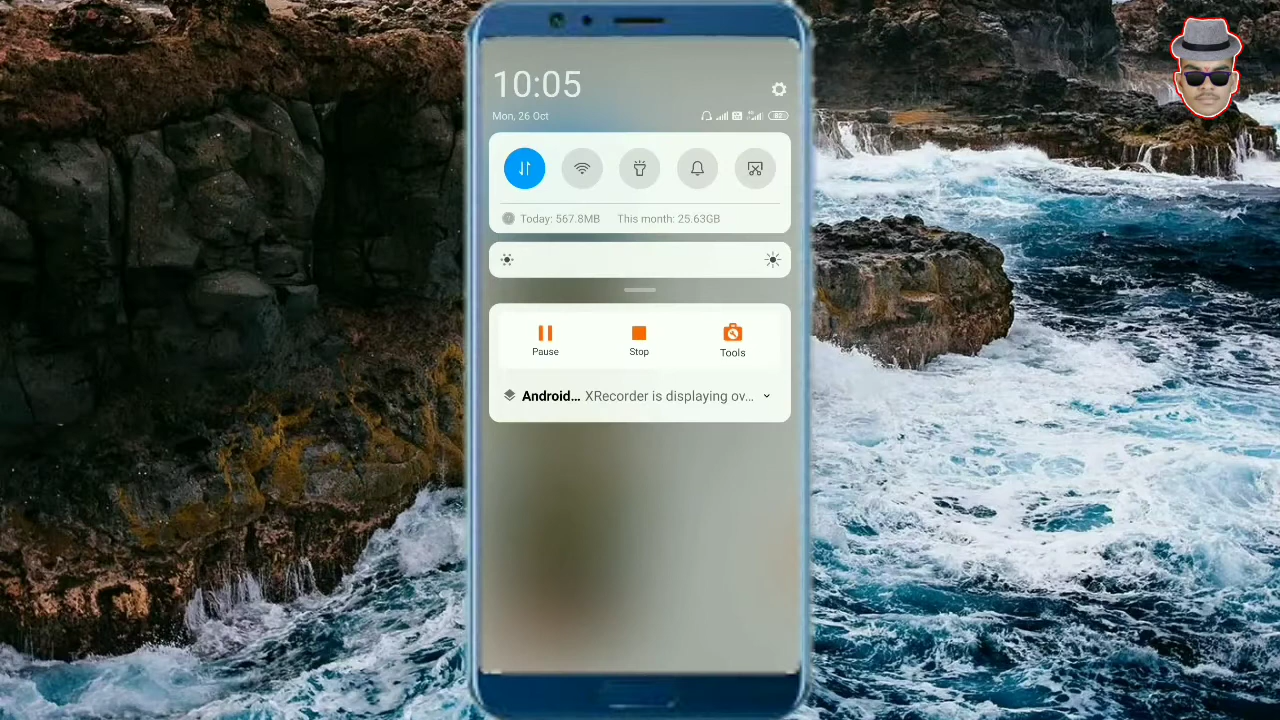 10:05
Mon, 26 Oct
Today: 567.8MB This month: 25.63GB
Pause Stop Tools
Android... XRecorder is displaying ov...